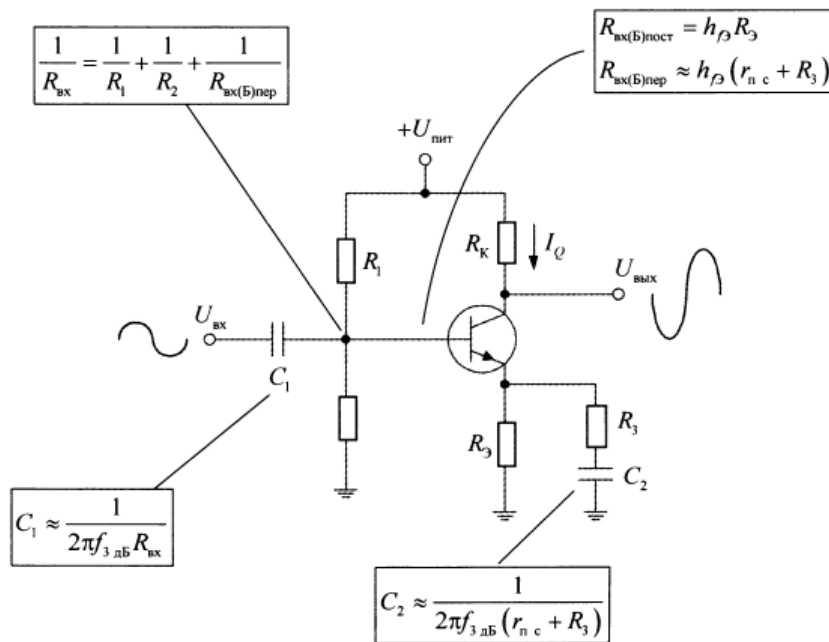 1/R_вх = 1/R_1 + 1/R_2 + 1/R_вх(Б)пер
R_вх(Б)пост = h_fЭ R_Э
R_вх(Б)пер ≈ h_fЭ (r_п с + R_3)
+U_пит
R_1
R_К
I_Q
U_вых
U_вх
C_1
R_Э
R_3
C_2
C_1 ≈ 1/(2πf_3 дБ R_вх)
C_2 ≈ 1/(2πf_3 дБ (r_п с + R_3))